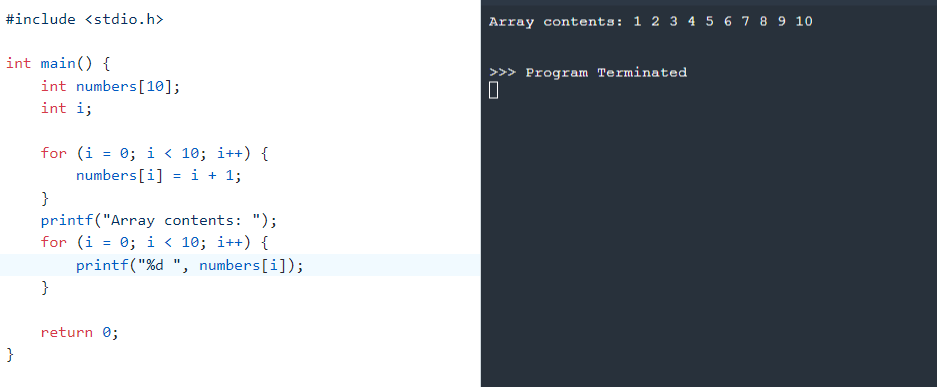 #include <stdio.h>
int main() {
    int numbers[10];
    int i;
    for (i = 0; i < 10; i++) {
        numbers[i] = i + 1;
    }
    printf("Array contents: ");
    for (i = 0; i < 10; i++) {
        printf("%d ", numbers[i]);
    }
    return 0;
}
Array contents: 1 2 3 4 5 6 7 8 9 10
>>> Program Terminated